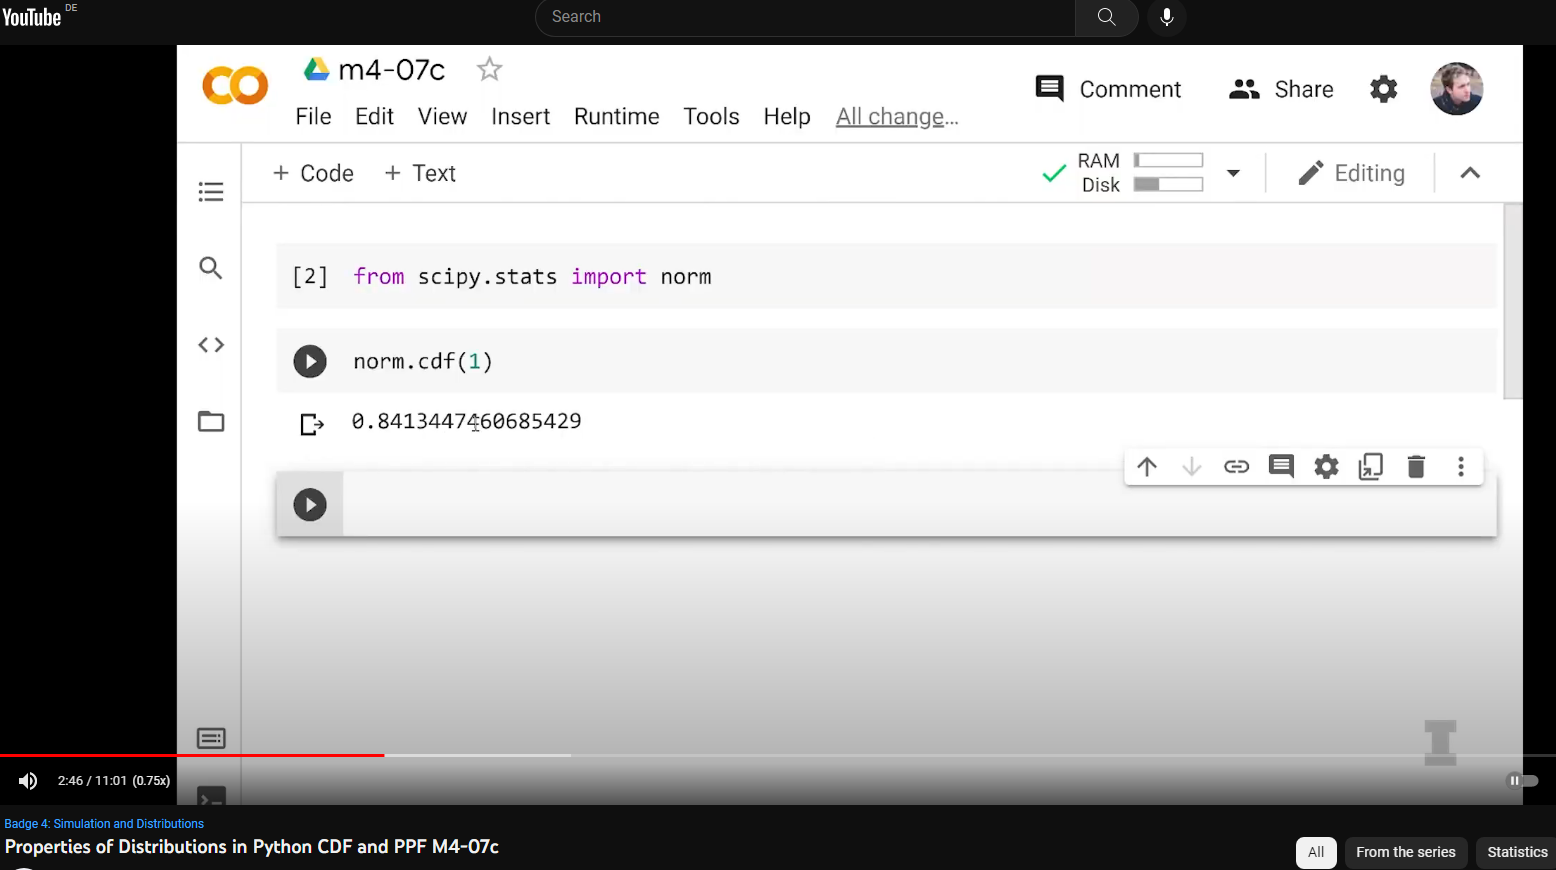 YouTube DE
Search
m4-07c
Comment
Share
File Edit View Insert Runtime Tools Help All change...
+ Code + Text
RAM
Disk
Editing
[2] from scipy.stats import norm
norm.cdf(1)
0.8413447460685429
2:46 / 11:01 (0.75x)
Badge 4: Simulation and Distributions
Properties of Distributions in Python CDF and PPF M4-07c
All
From the series
Statistics